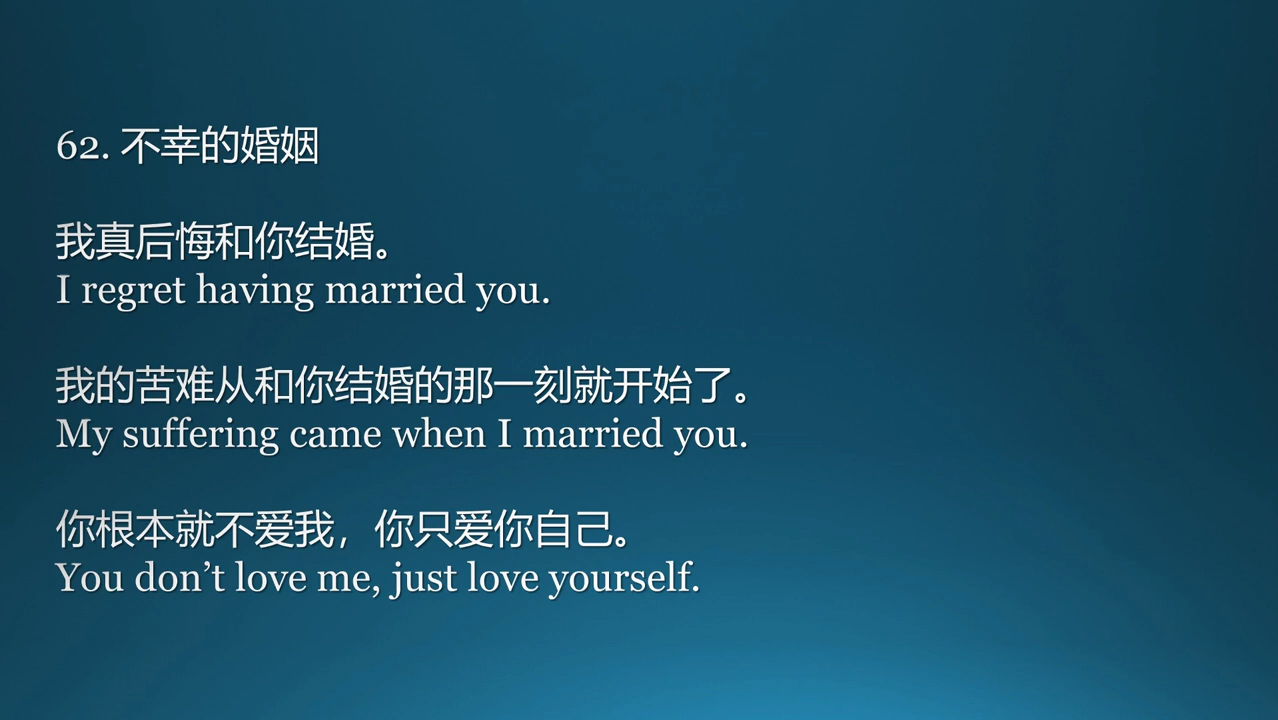 62. 不幸的婚姻
我真后悔和你结婚。
I regret having married you.
我的苦难从和你结婚的那一刻就开始了。
My suffering came when I married you.
你根本就不爱我，你只爱你自己。
You don’t love me, just love yourself.